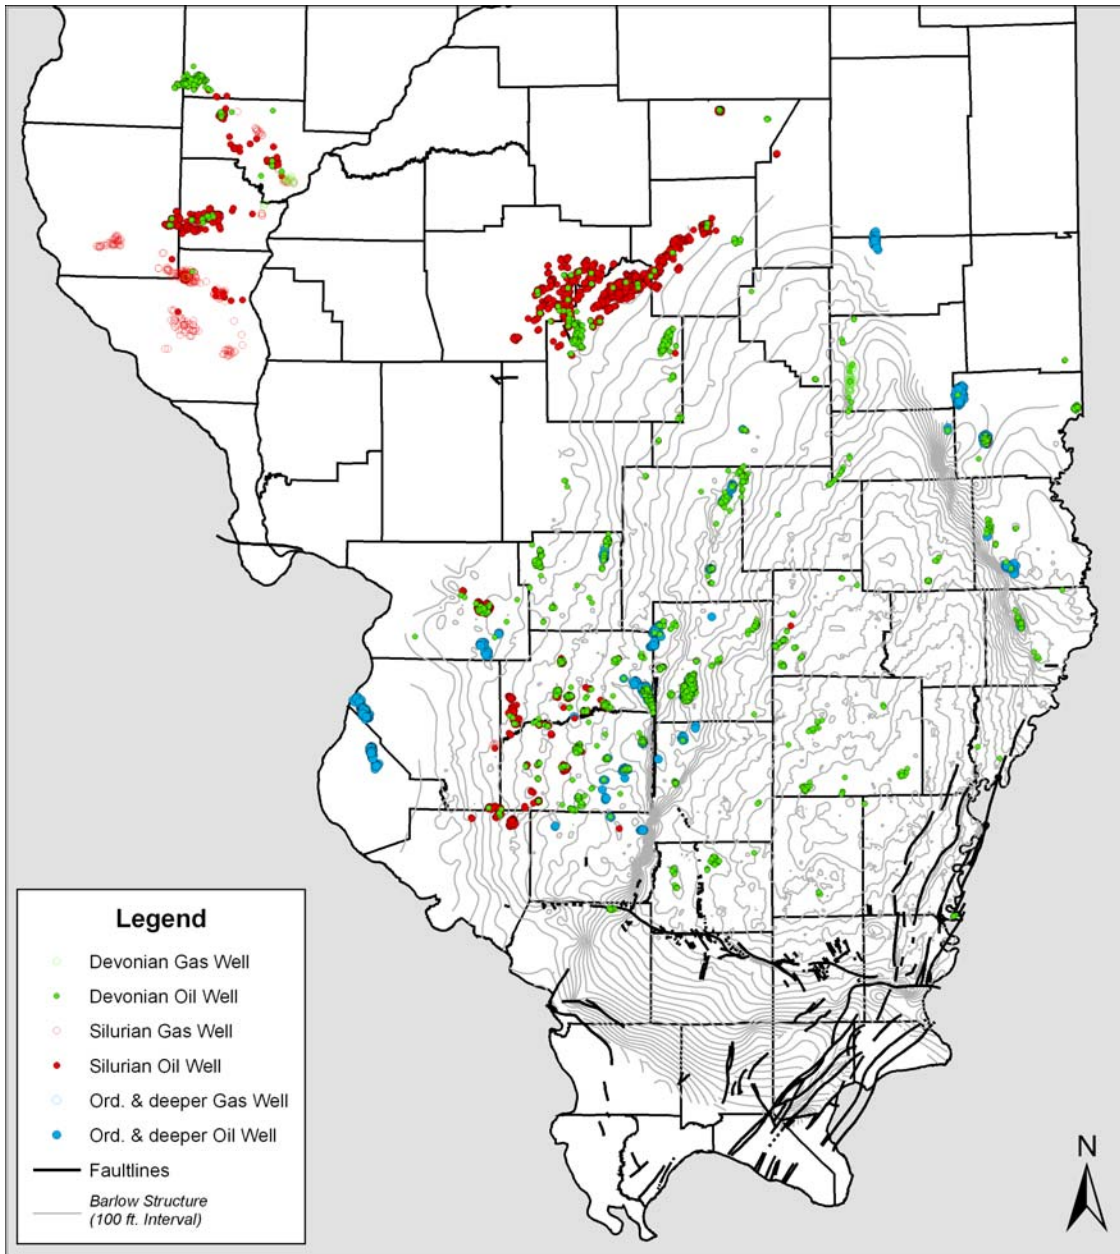 N
Legend
Devonian Gas Well
Devonian Oil Well
Silurian Gas Well
Silurian Oil Well
Ord. & deeper Gas Well
Ord. & deeper Oil Well
Faultlines
Barlow Structure
(100 ft. Interval)